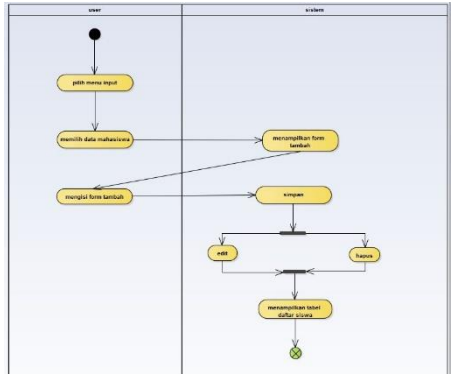 user
sistem
pilih menu input
memilih data mahasiswa
menampilkan form
tambah
mengisi form tambah
simpan
edit
hapus
menampilkan tabel
daftar siswa